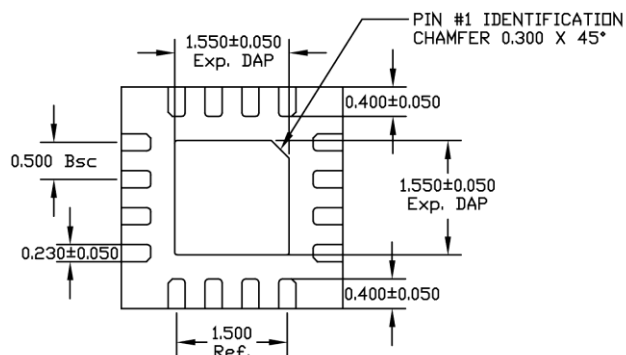 PIN #1 IDENTIFICATION
CHAMFER 0.300 X 45°
1.550±0.050
Exp. DAP
0.400±0.050
0.500 Bsc
1.550±0.050
Exp. DAP
0.230±0.050
0.400±0.050
1.500
Ref.